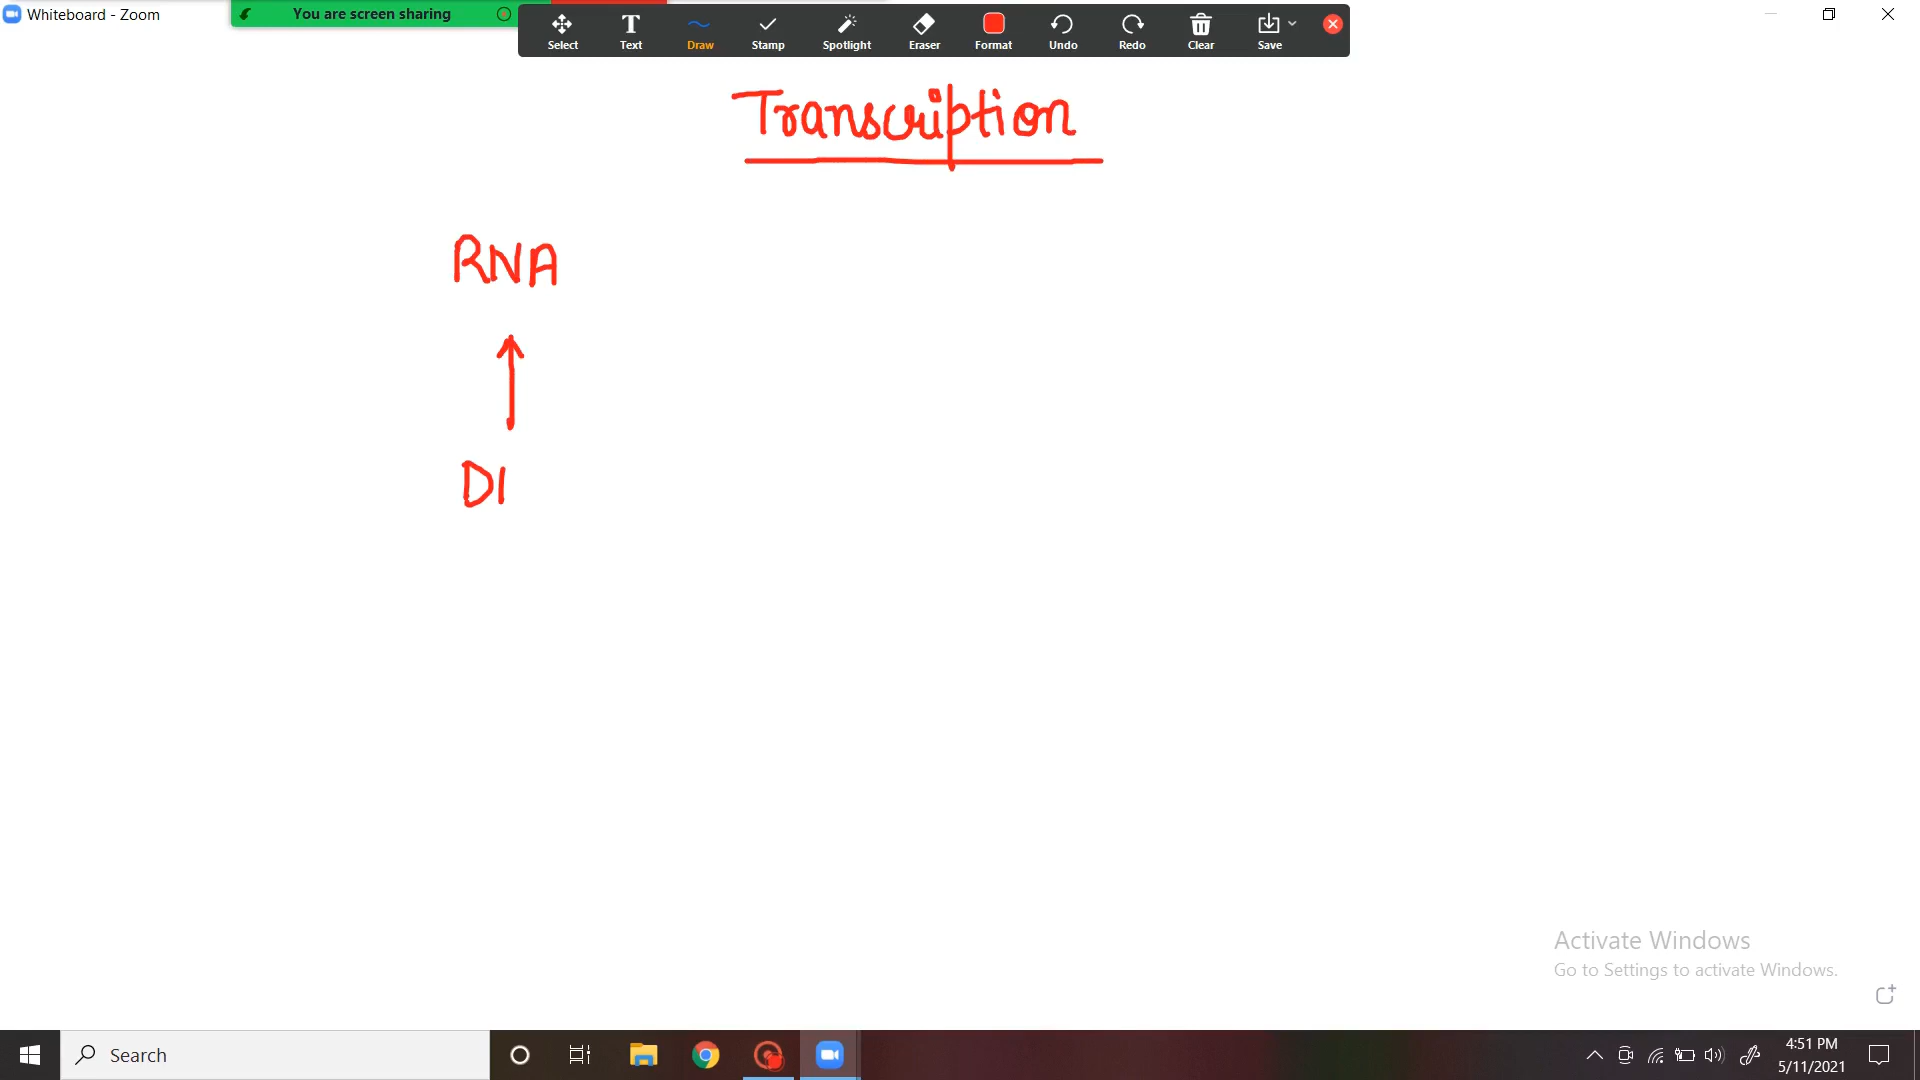 Whiteboard - Zoom
You are screen sharing
Select Text Draw Stamp Spotlight Eraser Format Undo Redo Clear Save
Transcription
RNA
DI
Activate Windows
Go to Settings to activate Windows.
Search
4:51 PM
5/11/2021